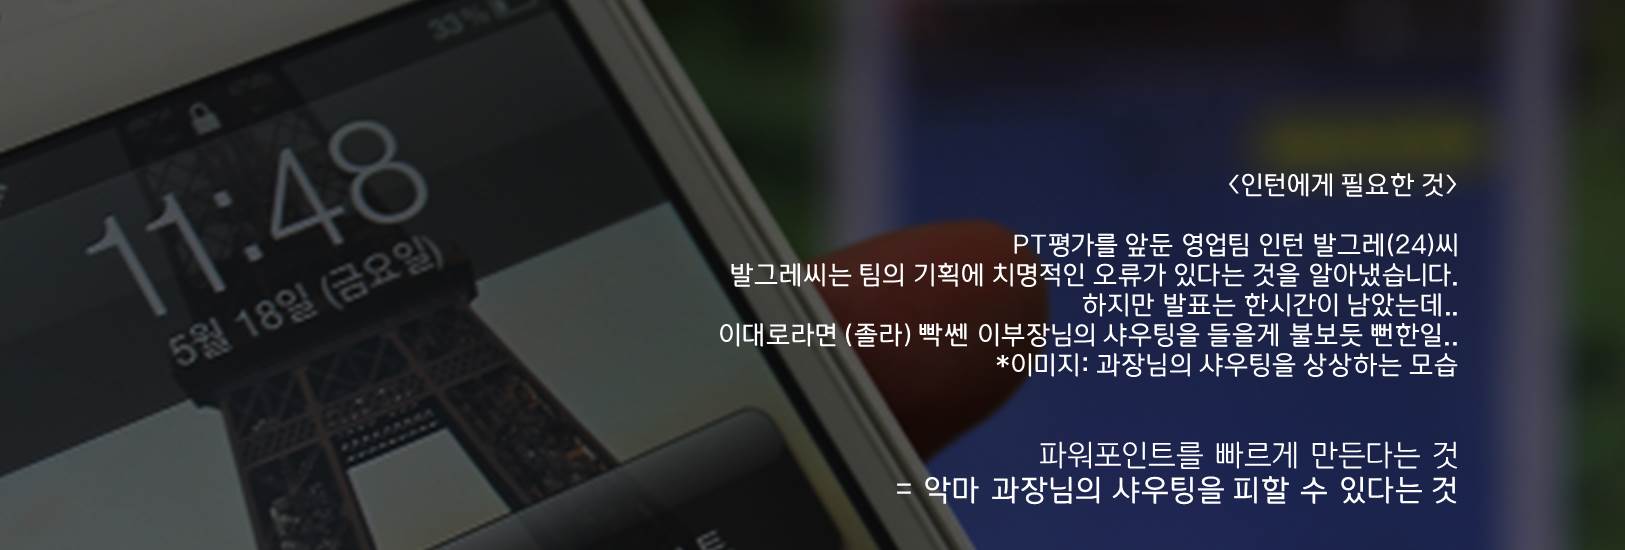 33%
11:48
5월 18일 (금요일)
<인턴에게 필요한 것>
PT평가를 앞둔 영업팀 인턴 발그레(24)씨
발그레씨는 팀의 기획에 치명적인 오류가 있다는 것을 알아냈습니다.
하지만 발표는 한시간이 남았는데..
이대로라면 (졸라) 빡쎈 이부장님의 샤우팅을 들을게 불보듯 뻔한일..
*이미지: 과장님의 샤우팅을 상상하는 모습
파워포인트를 빠르게 만든다는 것
= 악마 과장님의 샤우팅을 피할 수 있다는 것